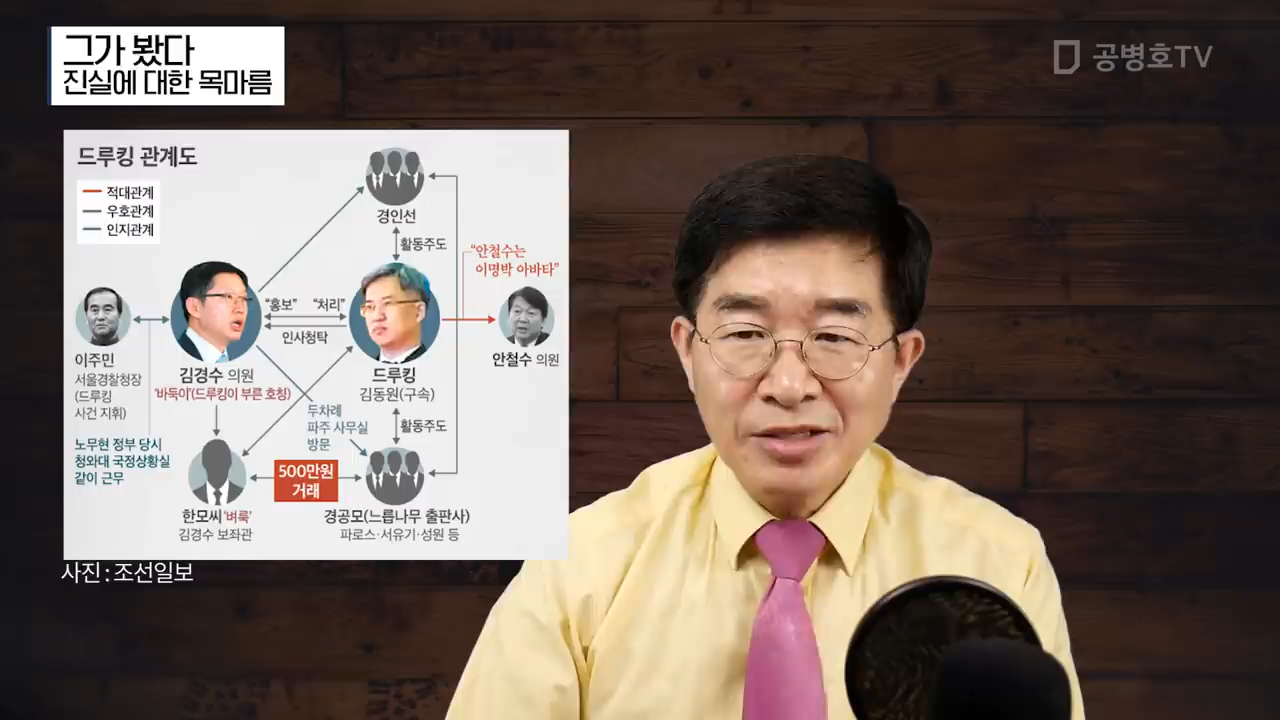 그가 봤다
진실에 대한 목마름
공병호TV
드루킹 관계도
적대관계
우호관계
인지관계
경인선
활동주도
"안철수는
이명박 아바타"
"홍보" "처리"
인사청탁
이주민
서울경찰청장
(드루킹
사건 지휘)
김경수 의원
'바둑이'(드루킹이 부른 호칭)
드루킹
김동원(구속)
안철수 의원
노무현 정부 당시
청와대 국정상황실
같이 근무
두차례
파주 사무실
방문
활동주도
500만원
거래
한모씨 '벼룩'
김경수 보좌관
경공모(느릅나무 출판사)
파로스·서유기·성원 등
사진 : 조선일보